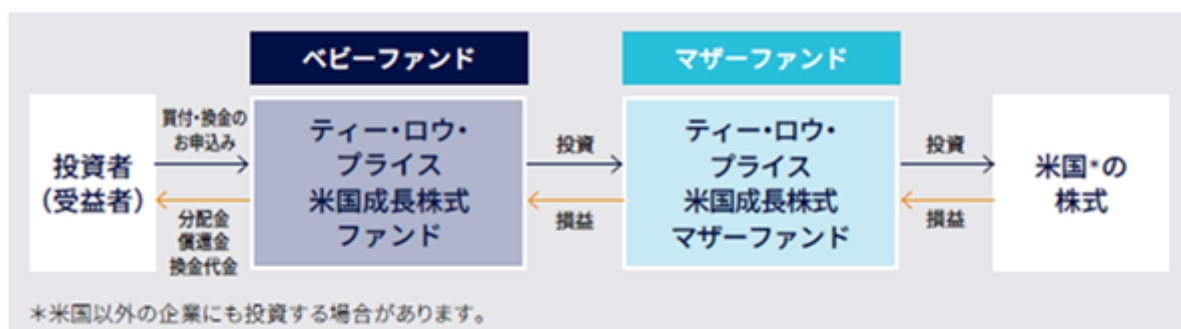 ベビーファンド
マザーファンド
投資者
(受益者)
買付・換金の
お申込み
分配金
償還金
換金代金
ティー・ロウ・
プライス
米国成長株式
ファンド
投資
損益
ティー・ロウ・
プライス
米国成長株式
マザーファンド
投資
損益
米国*の
株式
*米国以外の企業にも投資する場合があります。